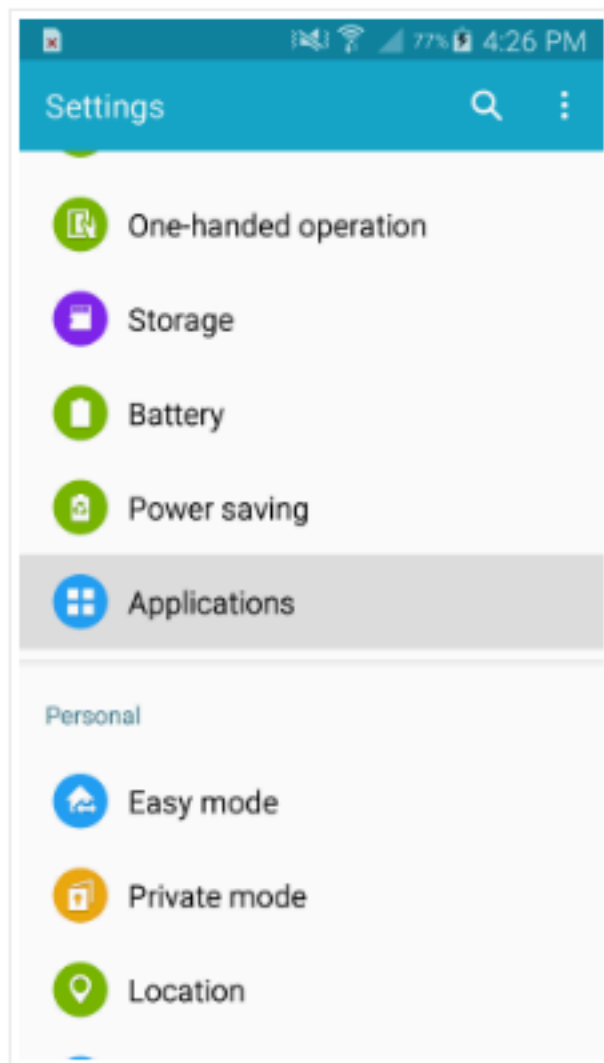 77% 4:26 PM
Settings
One-handed operation
Storage
Battery
Power saving
Applications
Personal
Easy mode
Private mode
Location